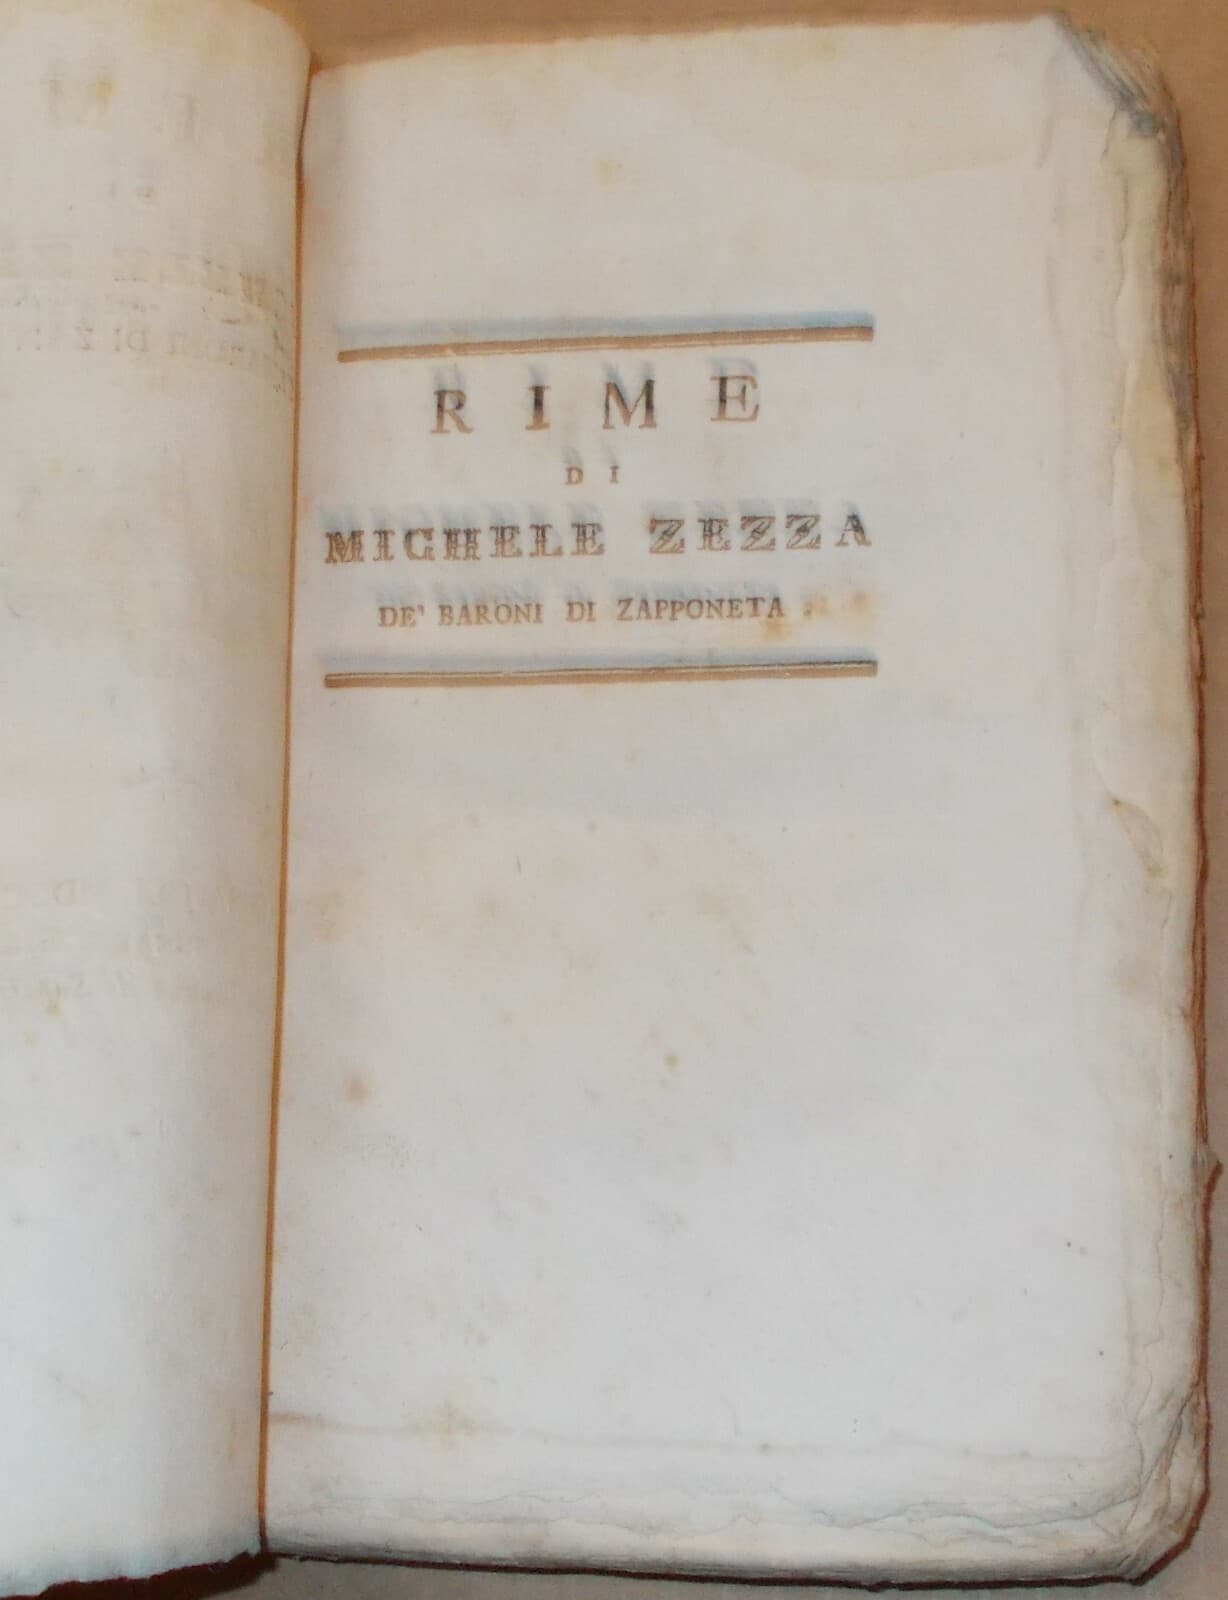 RIME
DI
MICHELE ZEZZA
DE' BARONI DI ZAPPONETA